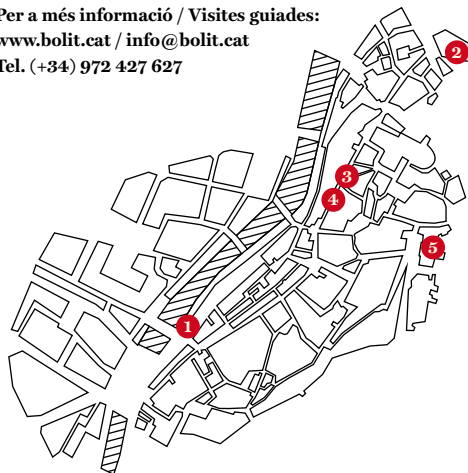 Per a més informació / Visites guiades:
www.bolit.cat / info@bolit.cat
Tel. (+34) 972 427 627
2
3
4
5
1